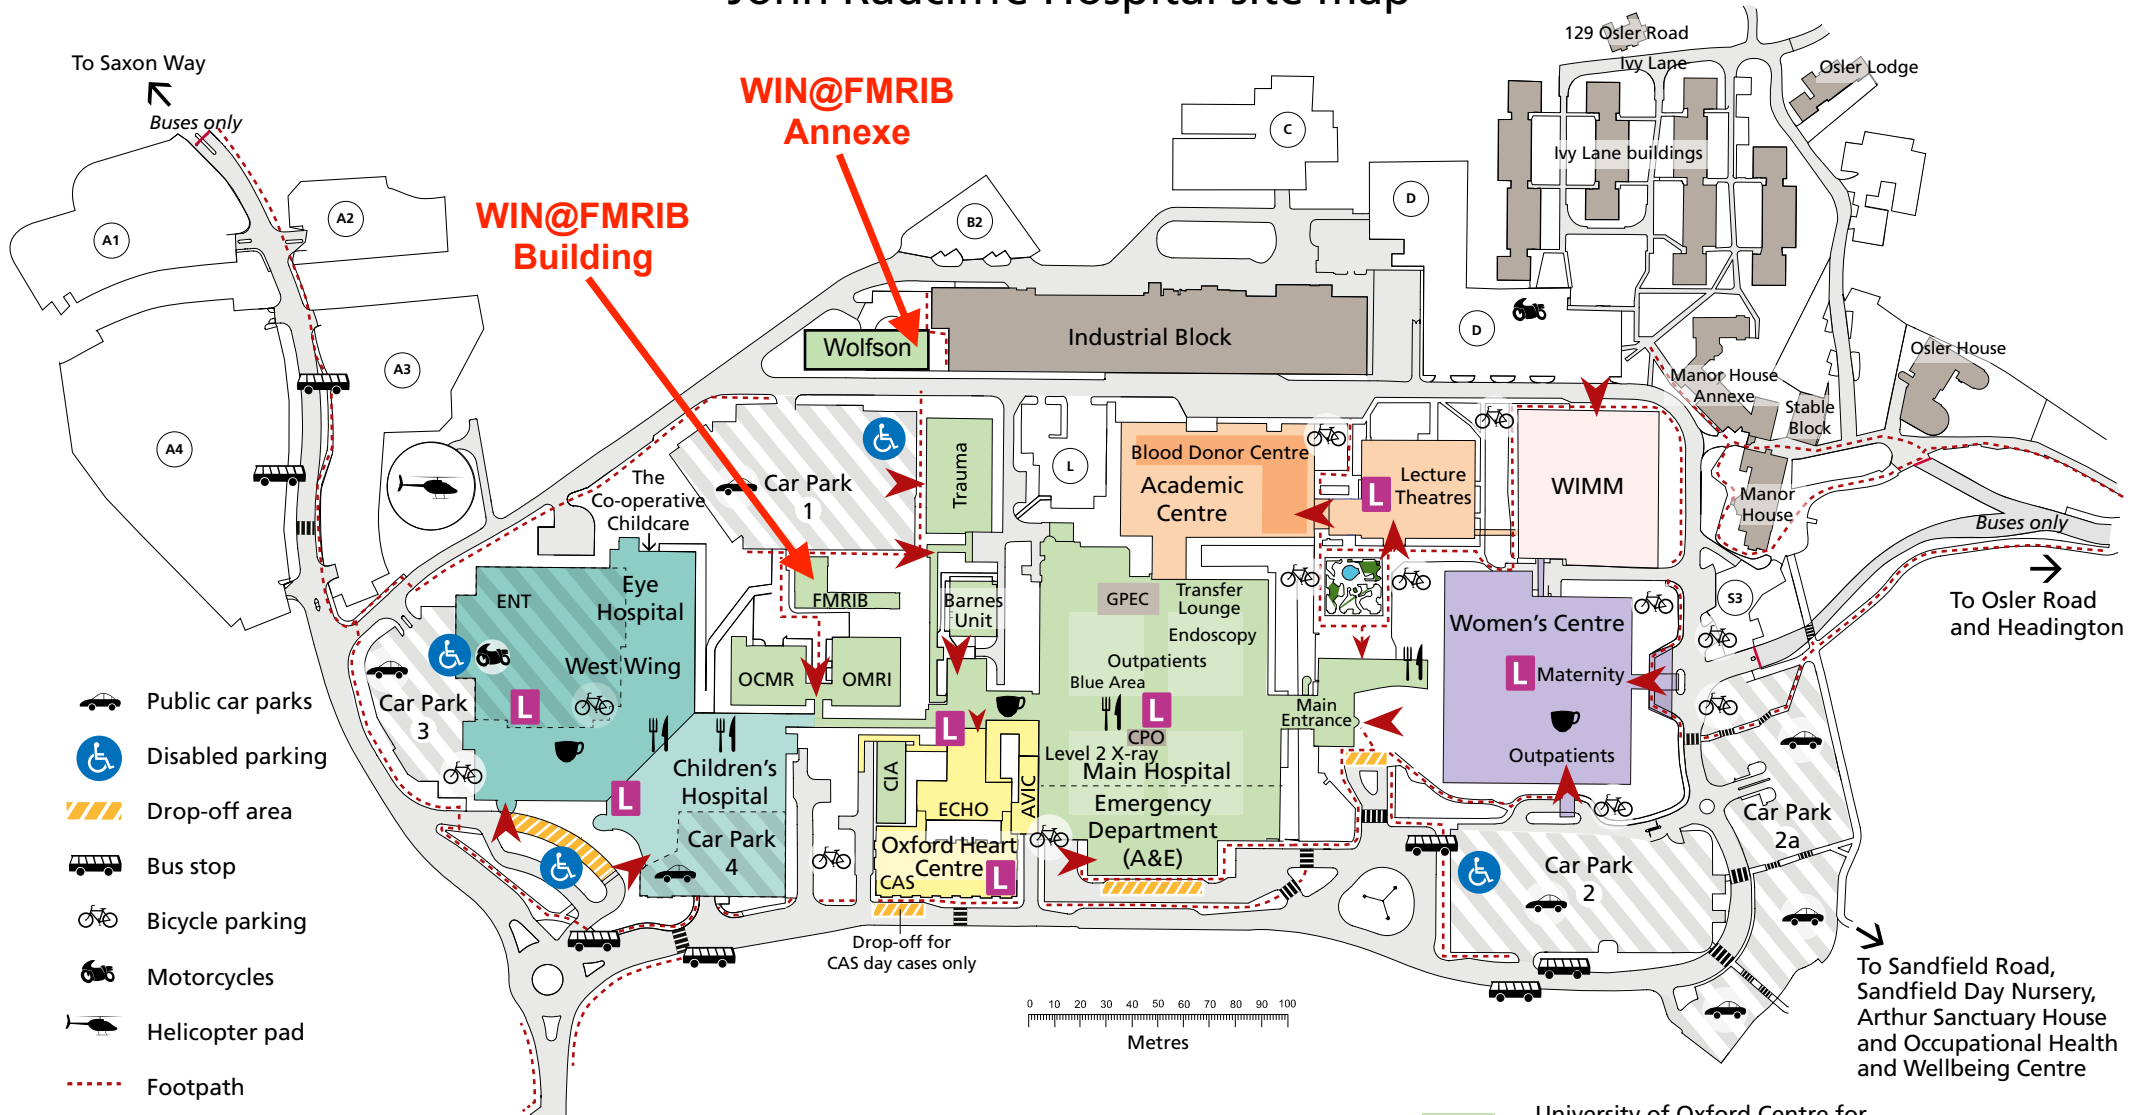 John Radcliffe Hospital site map
129 Osler Road
Ivy Lane
Osler Lodge
To Saxon Way
Buses only
WIN@FMRIB
Annexe
C
Ivy Lane buildings
WIN@FMRIB
Building
A1
A2
B2
D
D
Wolfson
Industrial Block
Osler House
Manor House
Annexe
Stable
Block
A3
A4
L
The
Co-operative
Childcare
Car Park
1
Trauma
Blood Donor Centre
Academic
Centre
L
Lecture
Theatres
WIMM
Manor
House
Buses only
To Osler Road
and Headington
ENT
Eye
Hospital
West Wing
L
FMRIB
Barnes
Unit
GPEC
Transfer
Lounge
Endoscopy
Outpatients
Blue Area
L
CPO
Level 2 X-ray
Main Hospital
Emergency
Department
(A&E)
Main
Entrance
Women's Centre
L
Maternity
Outpatients
S3
OCMR
OMRI
L
Car Park
3
L
Children's
Hospital
Car Park
4
CIA
ECHO
AVIC
Oxford Heart
Centre
CAS
L
Drop-off for
CAS day cases only
Car Park
2
Car Park
2a
To Sandfield Road,
Sandfield Day Nursery,
Arthur Sanctuary House
and Occupational Health
and Wellbeing Centre
Public car parks
Disabled parking
Drop-off area
Bus stop
Bicycle parking
Motorcycles
Helicopter pad
Footpath
0 10 20 30 40 50 60 70 80 90 100
Metres
University of Oxford Centre for